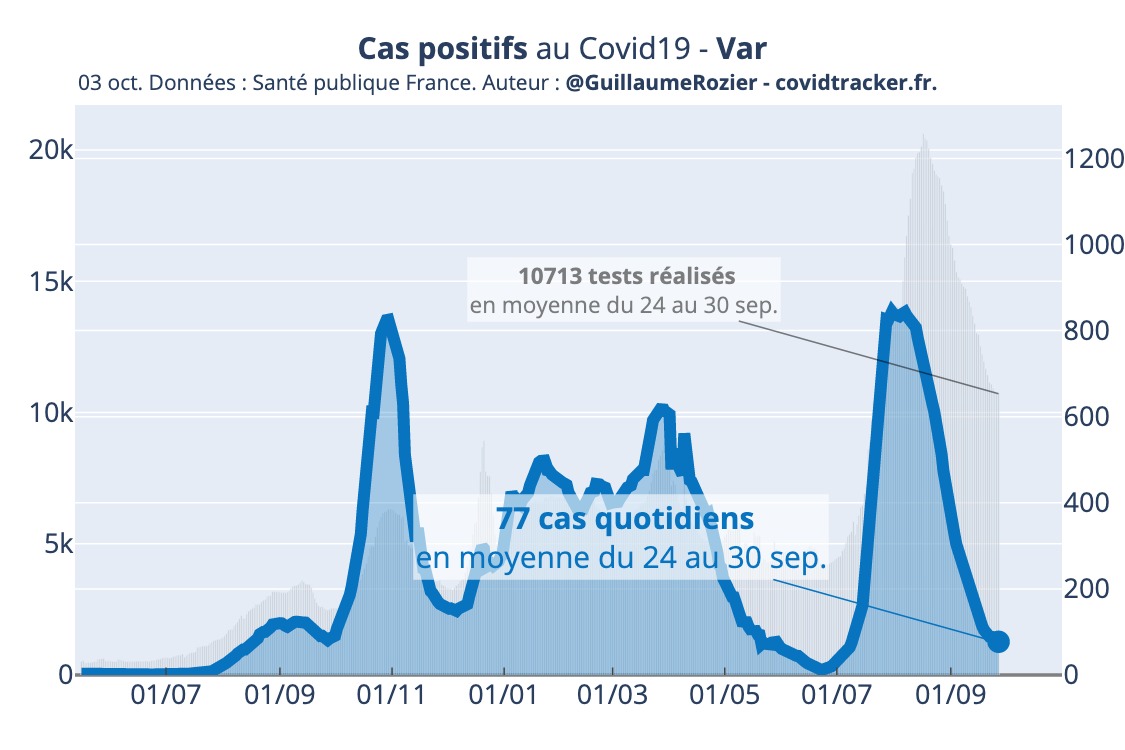 Cas positifs au Covid19 - Var
03 oct. Données : Santé publique France. Auteur : @GuillaumeRozier - covidtracker.fr.
20k
1200
1000
15k
10713 tests réalisés
en moyenne du 24 au 30 sep.
800
10k
600
400
77 cas quotidiens
5k
en moyenne du 24 au 30 sep.
200
0
0
01/07 01/09 01/11 01/01 01/03 01/05 01/07 01/09